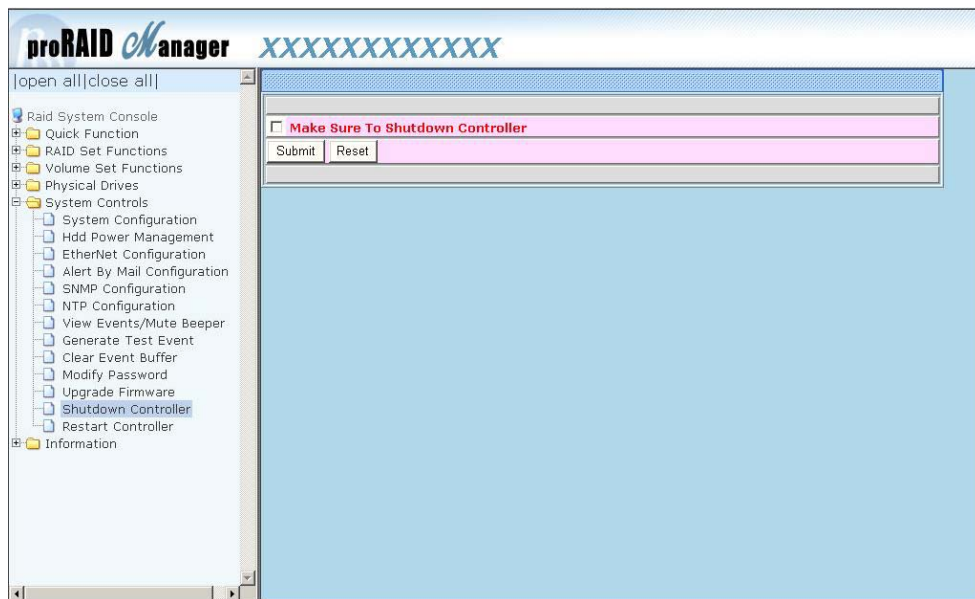 proRAID Manager XXXXXXXXXXXX
|open all|close all|
Raid System Console
Quick Function
RAID Set Functions
Volume Set Functions
Physical Drives
System Controls
System Configuration
Hdd Power Management
EtherNet Configuration
Alert By Mail Configuration
SNMP Configuration
NTP Configuration
View Events/Mute Beeper
Generate Test Event
Clear Event Buffer
Modify Password
Upgrade Firmware
Shutdown Controller
Restart Controller
Information
Make Sure To Shutdown Controller
Submit Reset